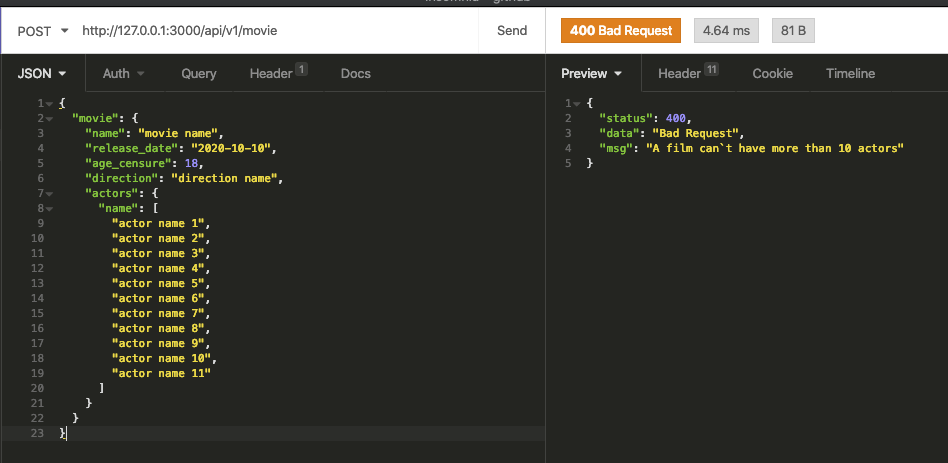 insomnia – github
POST http://127.0.0.1:3000/api/v1/movie Send 400 Bad Request 4.64 ms 81 B
JSON Auth Query Header 1 Docs Preview Header 11 Cookie Timeline
1 {
2 "movie": {
3 "name": "movie name",
4 "release_date": "2020-10-10",
5 "age_censure": 18,
6 "direction": "direction name",
7 "actors": {
8 "name": [
9 "actor name 1",
10 "actor name 2",
11 "actor name 3",
12 "actor name 4",
13 "actor name 5",
14 "actor name 6",
15 "actor name 7",
16 "actor name 8",
17 "actor name 9",
18 "actor name 10",
19 "actor name 11"
20 ]
21 }
22 }
23 }
1 {
2 "status": 400,
3 "data": "Bad Request",
4 "msg": "A film can`t have more than 10 actors"
5 }